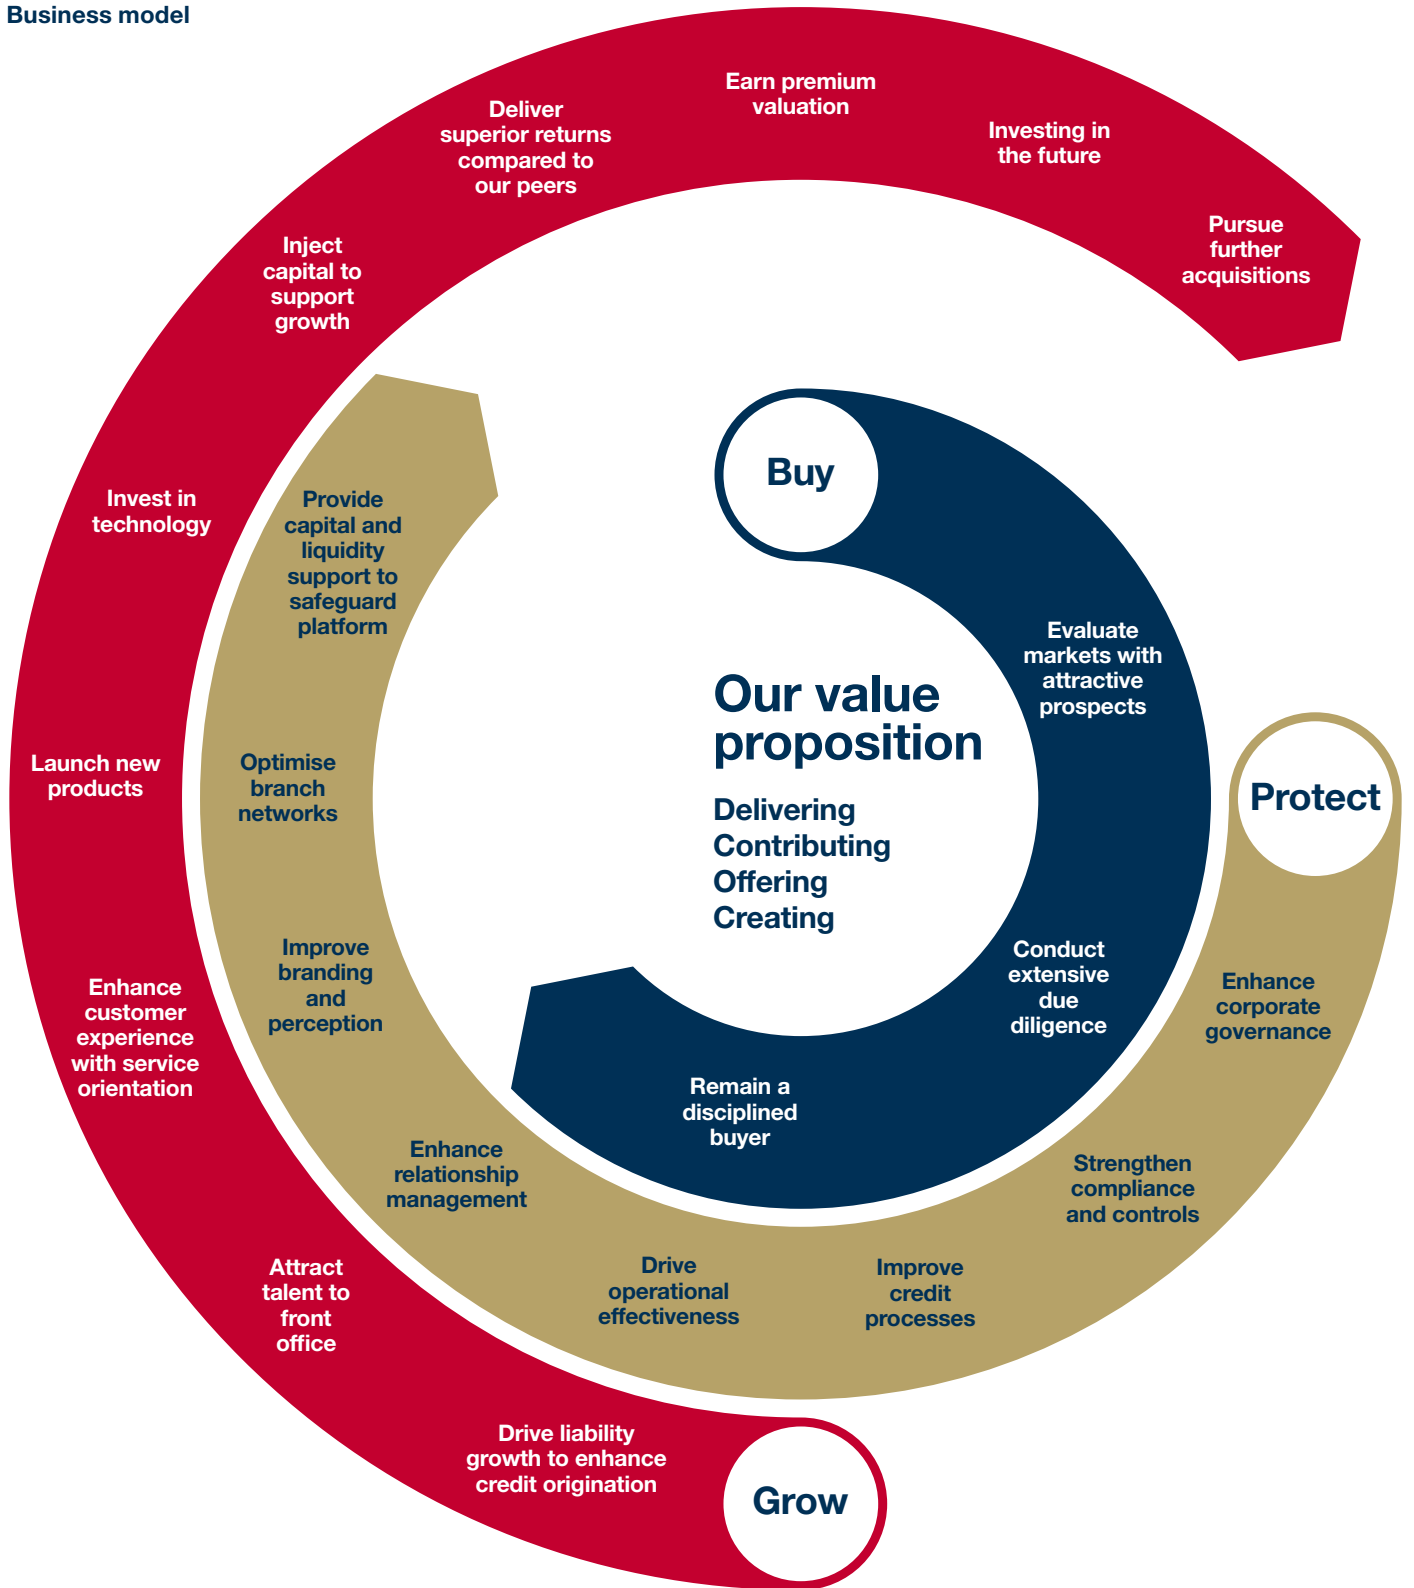 Business model
Buy
Evaluate
markets with
attractive
prospects
Conduct
extensive
due
diligence
Remain a
disciplined
buyer
Our value
proposition
Delivering
Contributing
Offering
Creating
Protect
Enhance
corporate
governance
Strengthen
compliance
and controls
Improve
credit
processes
Drive
operational
effectiveness
Enhance
relationship
management
Improve
branding
and
perception
Optimise
branch
networks
Provide
capital and
liquidity
support to
safeguard
platform
Grow
Drive liability
growth to enhance
credit origination
Attract
talent to
front
office
Enhance
customer
experience
with service
orientation
Launch new
products
Invest in
technology
Inject
capital to
support
growth
Deliver
superior returns
compared to
our peers
Earn premium
valuation
Investing in
the future
Pursue
further
acquisitions